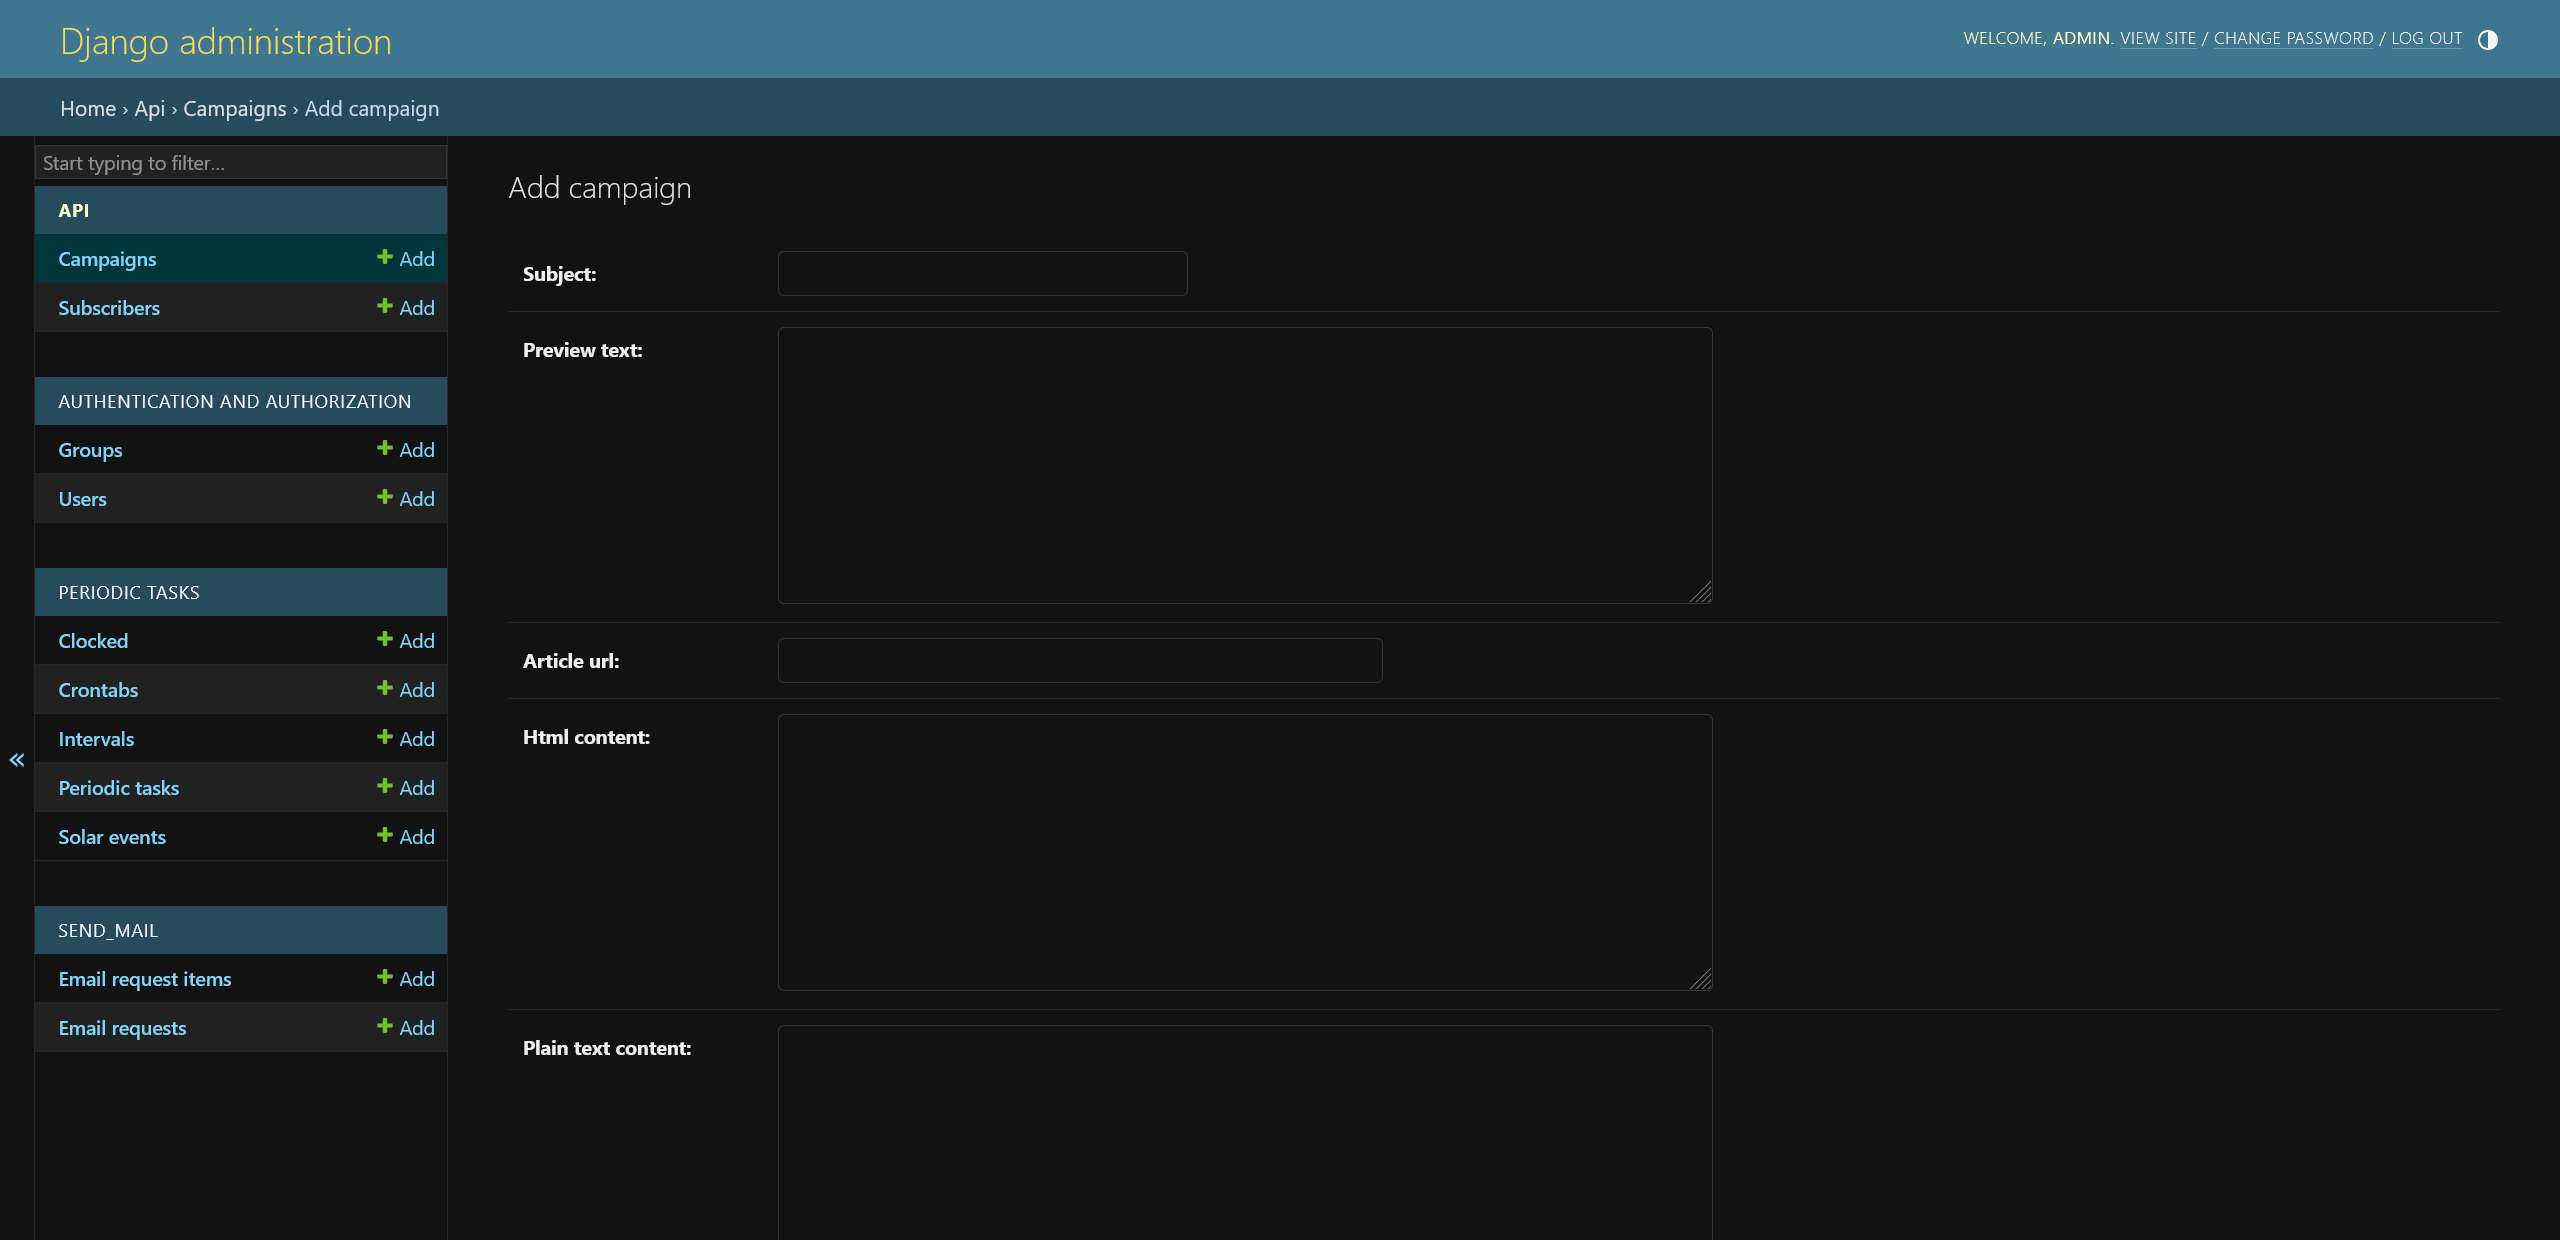 Django administration
WELCOME, ADMIN. VIEW SITE / CHANGE PASSWORD / LOG OUT
Home › Api › Campaigns › Add campaign
Start typing to filter...
API
Campaigns Add
Subscribers Add
AUTHENTICATION AND AUTHORIZATION
Groups Add
Users Add
PERIODIC TASKS
Clocked Add
Crontabs Add
Intervals Add
Periodic tasks Add
Solar events Add
SEND_MAIL
Email request items Add
Email requests Add
«
Add campaign
Subject:
Preview text:
Article url:
Html content:
Plain text content: